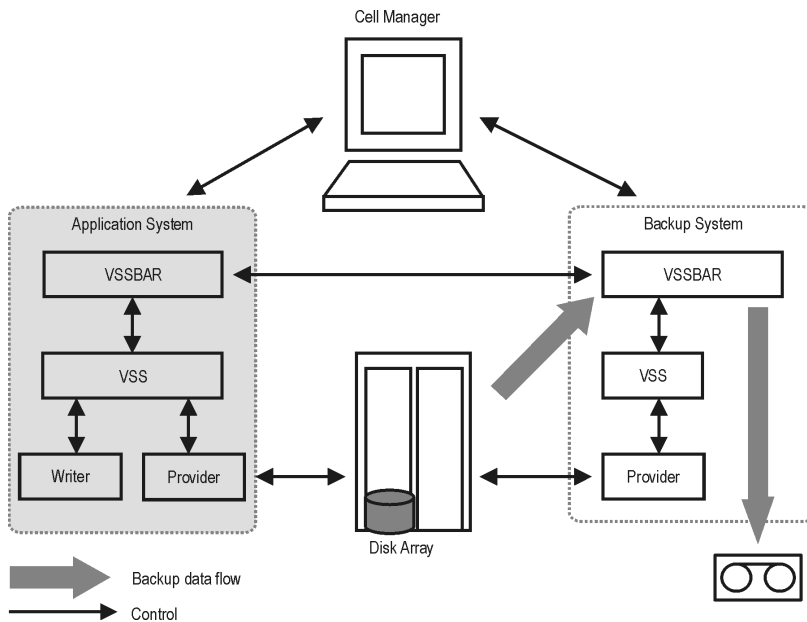 Cell Manager
Application System
Backup System
VSSBAR
VSSBAR
VSS
VSS
Writer
Provider
Provider
Disk Array
Backup data flow
Control